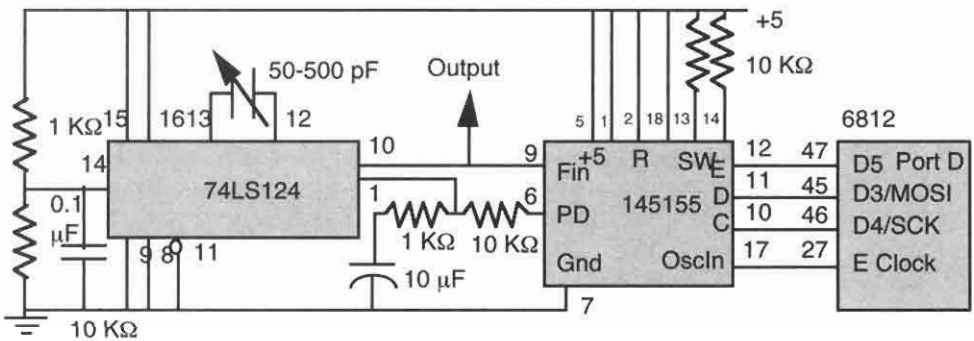 +5
50-500 pF
Output
10 KΩ
1 KΩ
15
1613
12
5
1
2
18
13
14
6812
14
10
9
+5
R
SW
E
12
47
D5 Port D
74LS124
Fin
145155
D
11
45
D3/MOSI
0.1
µF
1
6
PD
C
10
46
D4/SCK
1 KΩ
10 KΩ
9
8
11
10 µF
Gnd
OscIn
17
27
E Clock
7
10 KΩ